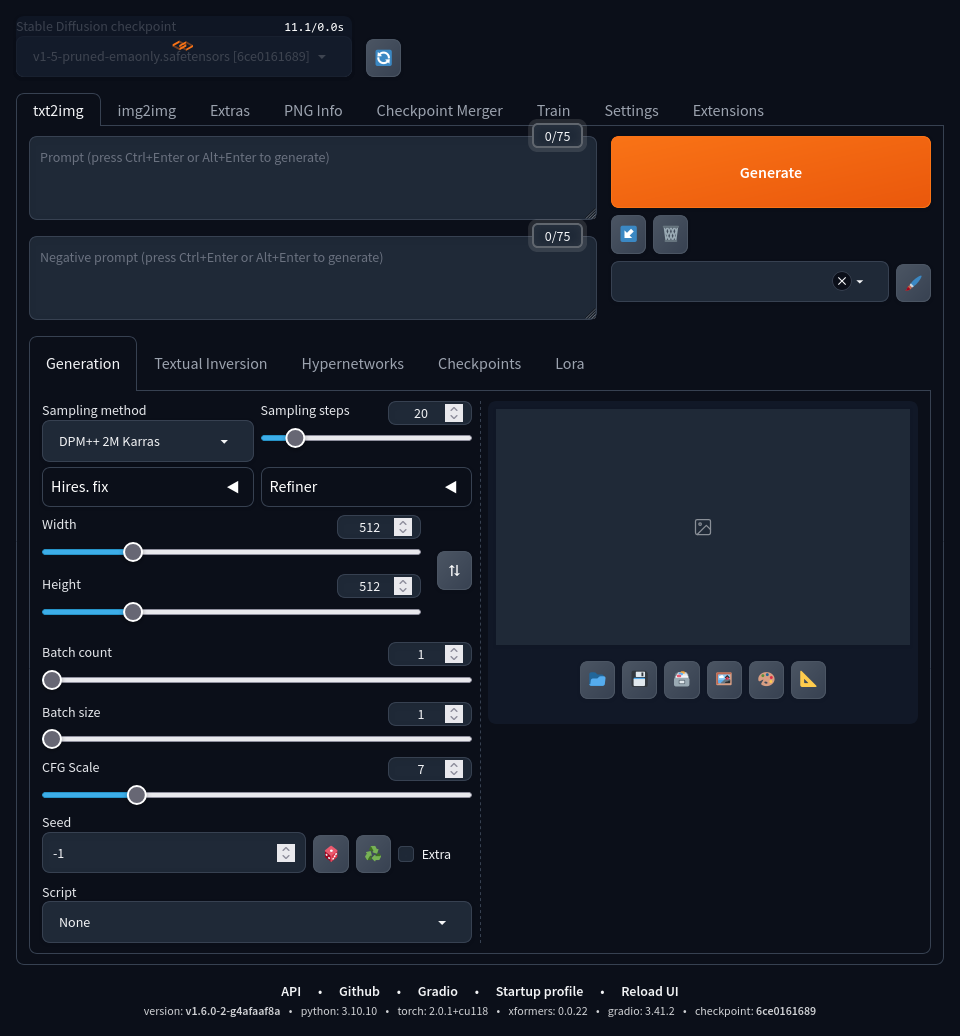 Stable Diffusion checkpoint 11.1/0.0s
v1-5-pruned-emaonly.safetensors [6ce0161689]
txt2img img2img Extras PNG Info Checkpoint Merger Train Settings Extensions
0/75
Prompt (press Ctrl+Enter or Alt+Enter to generate)
Generate
0/75
Negative prompt (press Ctrl+Enter or Alt+Enter to generate)
Generation Textual Inversion Hypernetworks Checkpoints Lora
Sampling method Sampling steps 20
DPM++ 2M Karras
Hires. fix Refiner
Width 512
Height 512
Batch count 1
Batch size 1
CFG Scale 7
Seed
-1 Extra
Script
None
API • Github • Gradio • Startup profile • Reload UI
version: v1.6.0-2-g4afaaf8a • python: 3.10.10 • torch: 2.0.1+cu118 • xformers: 0.0.22 • gradio: 3.41.2 • checkpoint: 6ce0161689